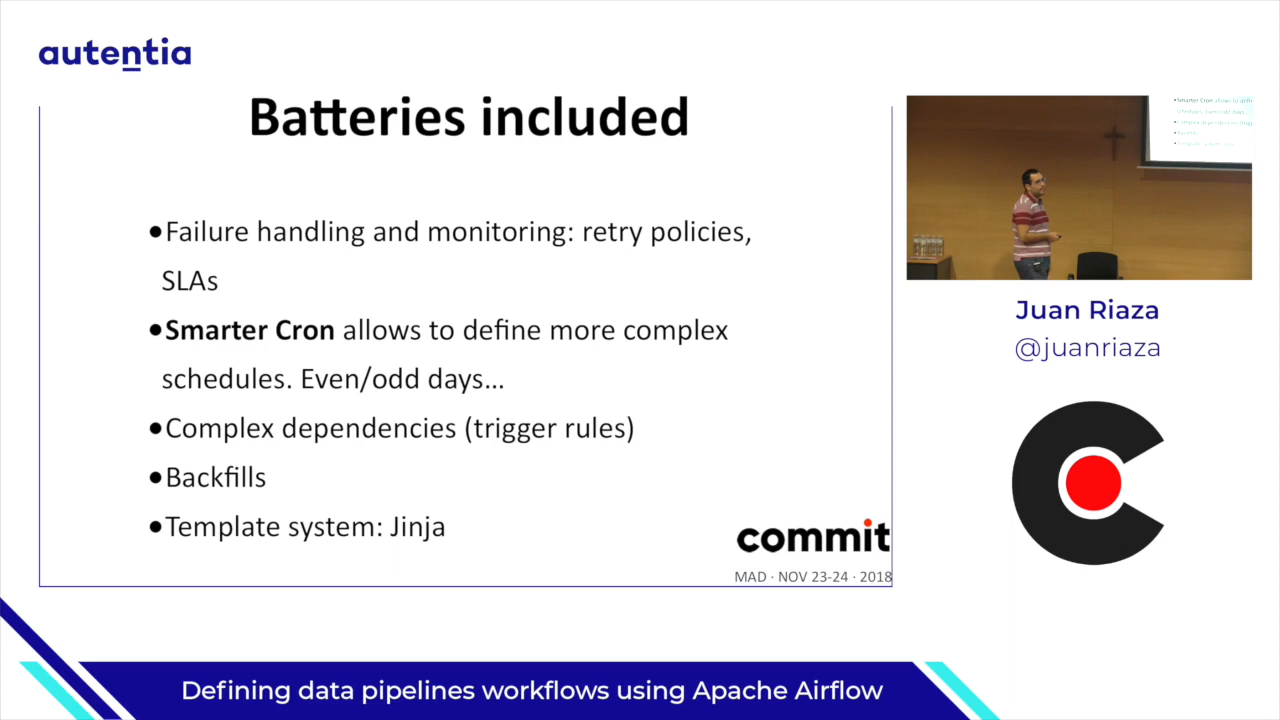 autentia
Batteries included
•Failure handling and monitoring: retry policies,
SLAs
•Smarter Cron allows to define more complex
schedules. Even/odd days...
•Complex dependencies (trigger rules)
•Backfills
•Template system: Jinja
commit
MAD · NOV 23-24 · 2018
Juan Riaza
@juanriaza
Defining data pipelines workflows using Apache Airflow